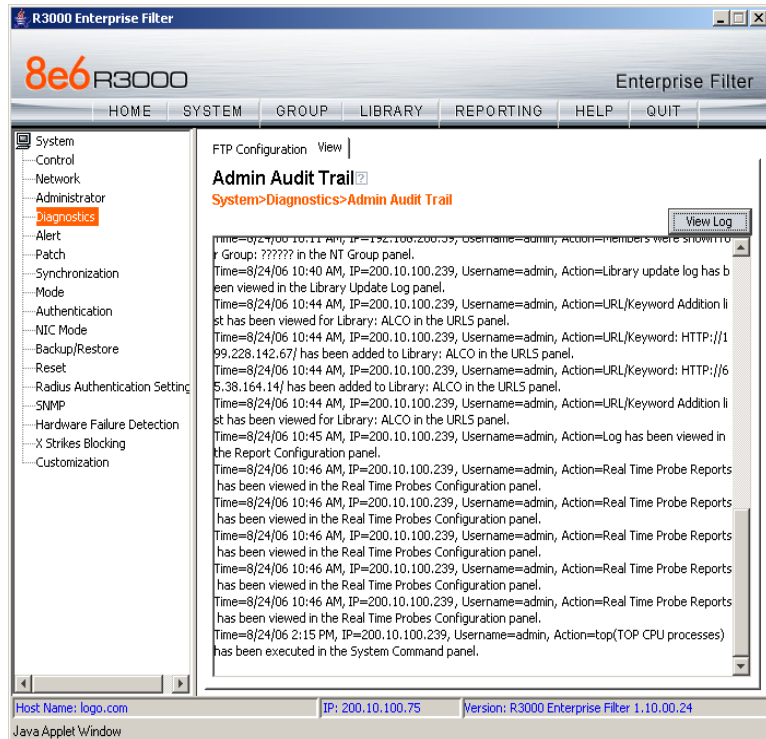 R3000 Enterprise Filter
8e6 R3000
Enterprise Filter
HOME SYSTEM GROUP LIBRARY REPORTING HELP QUIT
System
Control
Network
Administrator
Diagnostics
Alert
Patch
Synchronization
Mode
Authentication
NIC Mode
Backup/Restore
Reset
Radius Authentication Setting
SNMP
Hardware Failure Detection
X Strikes Blocking
Customization
FTP Configuration View
Admin Audit Trail ?
System>Diagnostics>Admin Audit Trail
View Log
Time=8/24/06 10:11 AM, IP=192.168.200.39, Username=admin, Action=Members were shown fo
r Group: ?????? in the NT Group panel.
Time=8/24/06 10:40 AM, IP=200.10.100.239, Username=admin, Action=Library update log has b
een viewed in the Library Update Log panel.
Time=8/24/06 10:44 AM, IP=200.10.100.239, Username=admin, Action=URL/Keyword Addition li
st has been viewed for Library: ALCO in the URLS panel.
Time=8/24/06 10:44 AM, IP=200.10.100.239, Username=admin, Action=URL/Keyword: HTTP://1
99.228.142.67/ has been added to Library: ALCO in the URLS panel.
Time=8/24/06 10:44 AM, IP=200.10.100.239, Username=admin, Action=URL/Keyword: HTTP://6
5.38.164.14/ has been added to Library: ALCO in the URLS panel.
Time=8/24/06 10:44 AM, IP=200.10.100.239, Username=admin, Action=URL/Keyword Addition li
st has been viewed for Library: ALCO in the URLS panel.
Time=8/24/06 10:45 AM, IP=200.10.100.239, Username=admin, Action=Log has been viewed in
the Report Configuration panel.
Time=8/24/06 10:46 AM, IP=200.10.100.239, Username=admin, Action=Real Time Probe Reports
has been viewed in the Real Time Probes Configuration panel.
Time=8/24/06 10:46 AM, IP=200.10.100.239, Username=admin, Action=Real Time Probe Reports
has been viewed in the Real Time Probes Configuration panel.
Time=8/24/06 10:46 AM, IP=200.10.100.239, Username=admin, Action=Real Time Probe Reports
has been viewed in the Real Time Probes Configuration panel.
Time=8/24/06 10:46 AM, IP=200.10.100.239, Username=admin, Action=Real Time Probe Reports
has been viewed in the Real Time Probes Configuration panel.
Time=8/24/06 10:46 AM, IP=200.10.100.239, Username=admin, Action=Real Time Probe Reports
has been viewed in the Real Time Probes Configuration panel.
Time=8/24/06 2:15 PM, IP=200.10.100.239, Username=admin, Action=top(TOP CPU processes)
has been executed in the System Command panel.
Host Name: logo.com
IP: 200.10.100.75
Version: R3000 Enterprise Filter 1.10.00.24
Java Applet Window